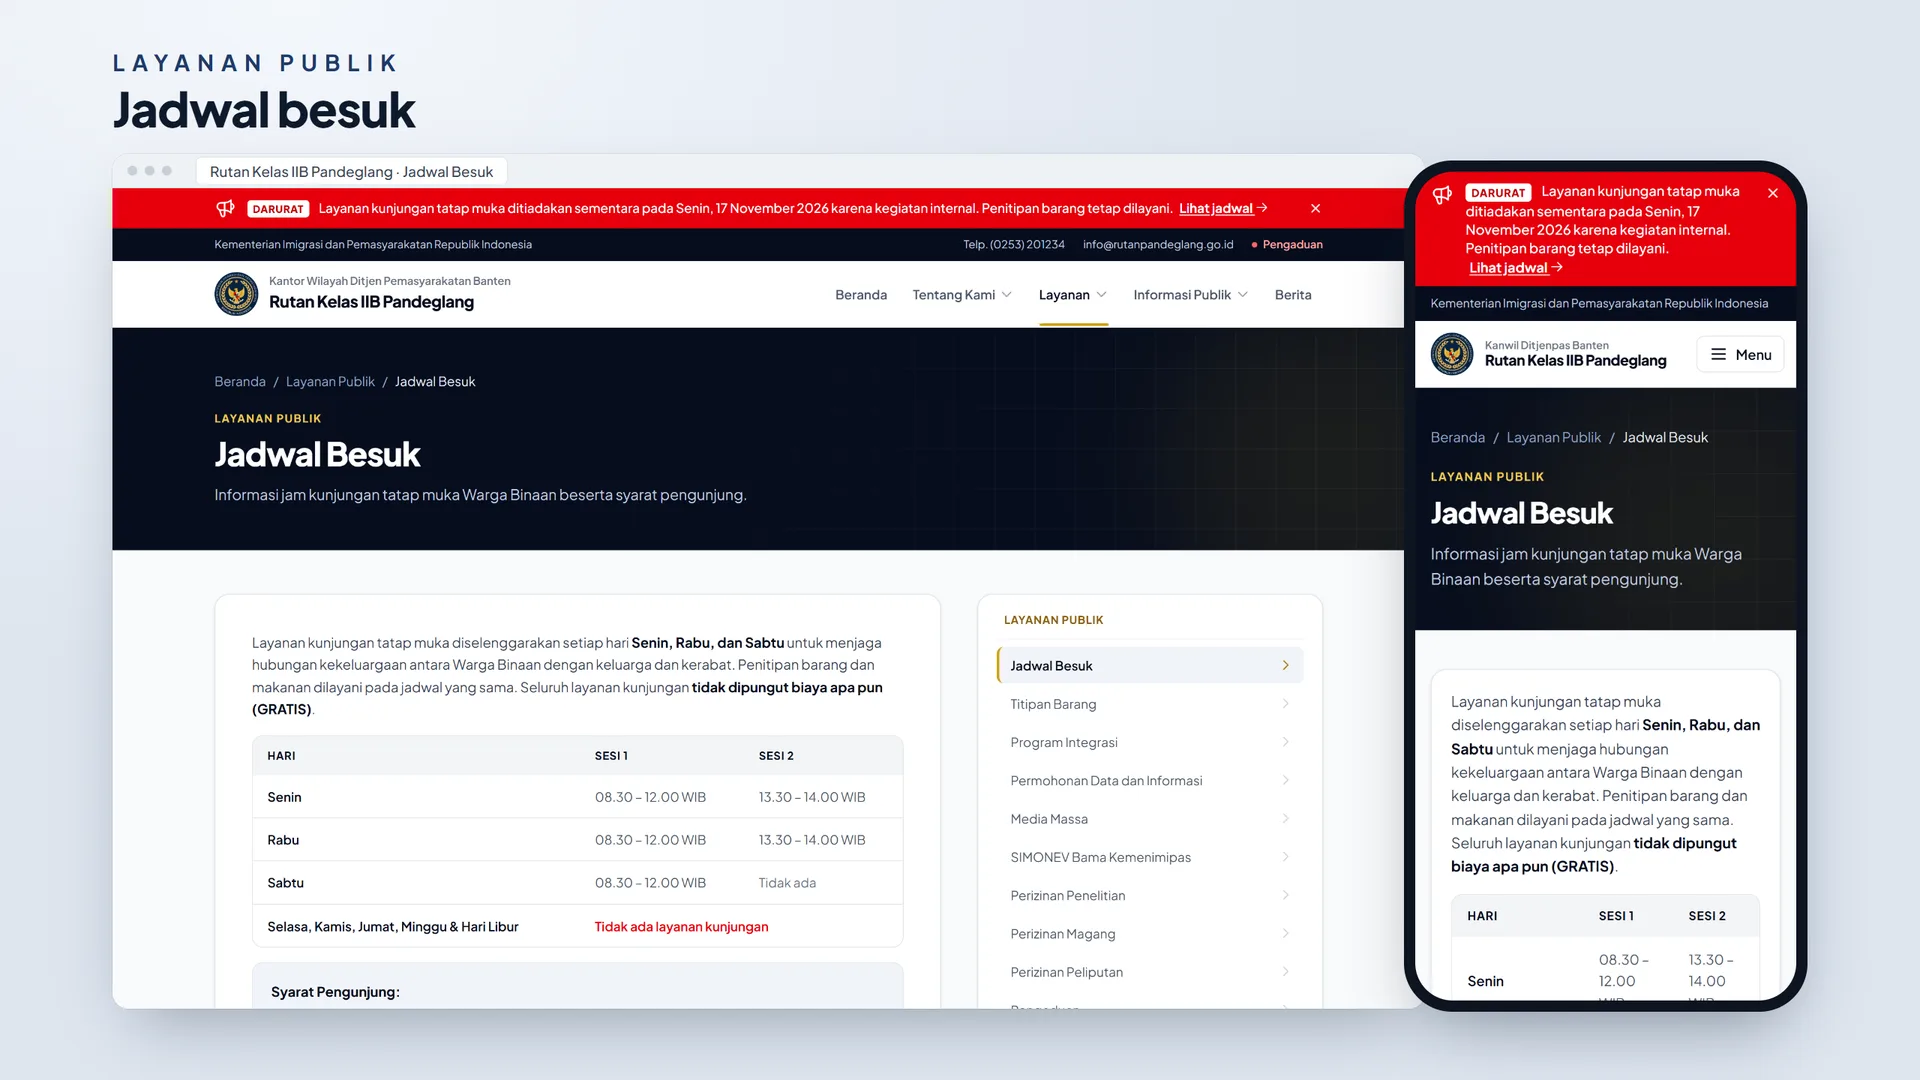 LAYANAN PUBLIK
Jadwal besuk
Rutan Kelas IIB Pandeglang · Jadwal Besuk
DARURAT Layanan kunjungan tatap muka ditiadakan sementara pada Senin, 17 November 2026 karena kegiatan internal. Penitipan barang tetap dilayani. Lihat jadwal →
Kementerian Imigrasi dan Pemasyarakatan Republik Indonesia
Telp. (0253) 201234 info@rutanpandeglang.go.id • Pengaduan
Kantor Wilayah Ditjen Pemasyarakatan Banten
Rutan Kelas IIB Pandeglang
Beranda Tentang Kami Layanan Informasi Publik Berita
Beranda / Layanan Publik / Jadwal Besuk
LAYANAN PUBLIK
Jadwal Besuk
Informasi jam kunjungan tatap muka Warga Binaan beserta syarat pengunjung.
Layanan kunjungan tatap muka diselenggarakan setiap hari Senin, Rabu, dan Sabtu untuk menjaga
hubungan kekeluargaan antara Warga Binaan dengan keluarga dan kerabat. Penitipan barang dan
makanan dilayani pada jadwal yang sama. Seluruh layanan kunjungan tidak dipungut biaya apa pun
(GRATIS).
HARI SESI 1 SESI 2
Senin 08.30 – 12.00 WIB 13.30 – 14.00 WIB
Rabu 08.30 – 12.00 WIB 13.30 – 14.00 WIB
Sabtu 08.30 – 12.00 WIB Tidak ada
Selasa, Kamis, Jumat, Minggu & Hari Libur Tidak ada layanan kunjungan
Syarat Pengunjung:
LAYANAN PUBLIK
Jadwal Besuk
Titipan Barang
Program Integrasi
Permohonan Data dan Informasi
Media Massa
SIMONEV Bama Kemenimipas
Perizinan Penelitian
Perizinan Magang
Perizinan Peliputan
DARURAT Layanan kunjungan tatap muka
ditiadakan sementara pada Senin, 17
November 2026 karena kegiatan internal.
Penitipan barang tetap dilayani.
Lihat jadwal →
Kementerian Imigrasi dan Pemasyarakatan Republik Indonesia
Kanwil Ditjenpas Banten
Rutan Kelas IIB Pandeglang
Menu
Beranda / Layanan Publik / Jadwal Besuk
LAYANAN PUBLIK
Jadwal Besuk
Informasi jam kunjungan tatap muka Warga
Binaan beserta syarat pengunjung.
Layanan kunjungan tatap muka
diselenggarakan setiap hari Senin, Rabu, dan
Sabtu untuk menjaga hubungan
kekeluargaan antara Warga Binaan dengan
keluarga dan kerabat. Penitipan barang dan
makanan dilayani pada jadwal yang sama.
Seluruh layanan kunjungan tidak dipungut
biaya apa pun (GRATIS).
HARI SESI 1 SESI 2
08.30 – 13.30 –
Senin 12.00 14.00